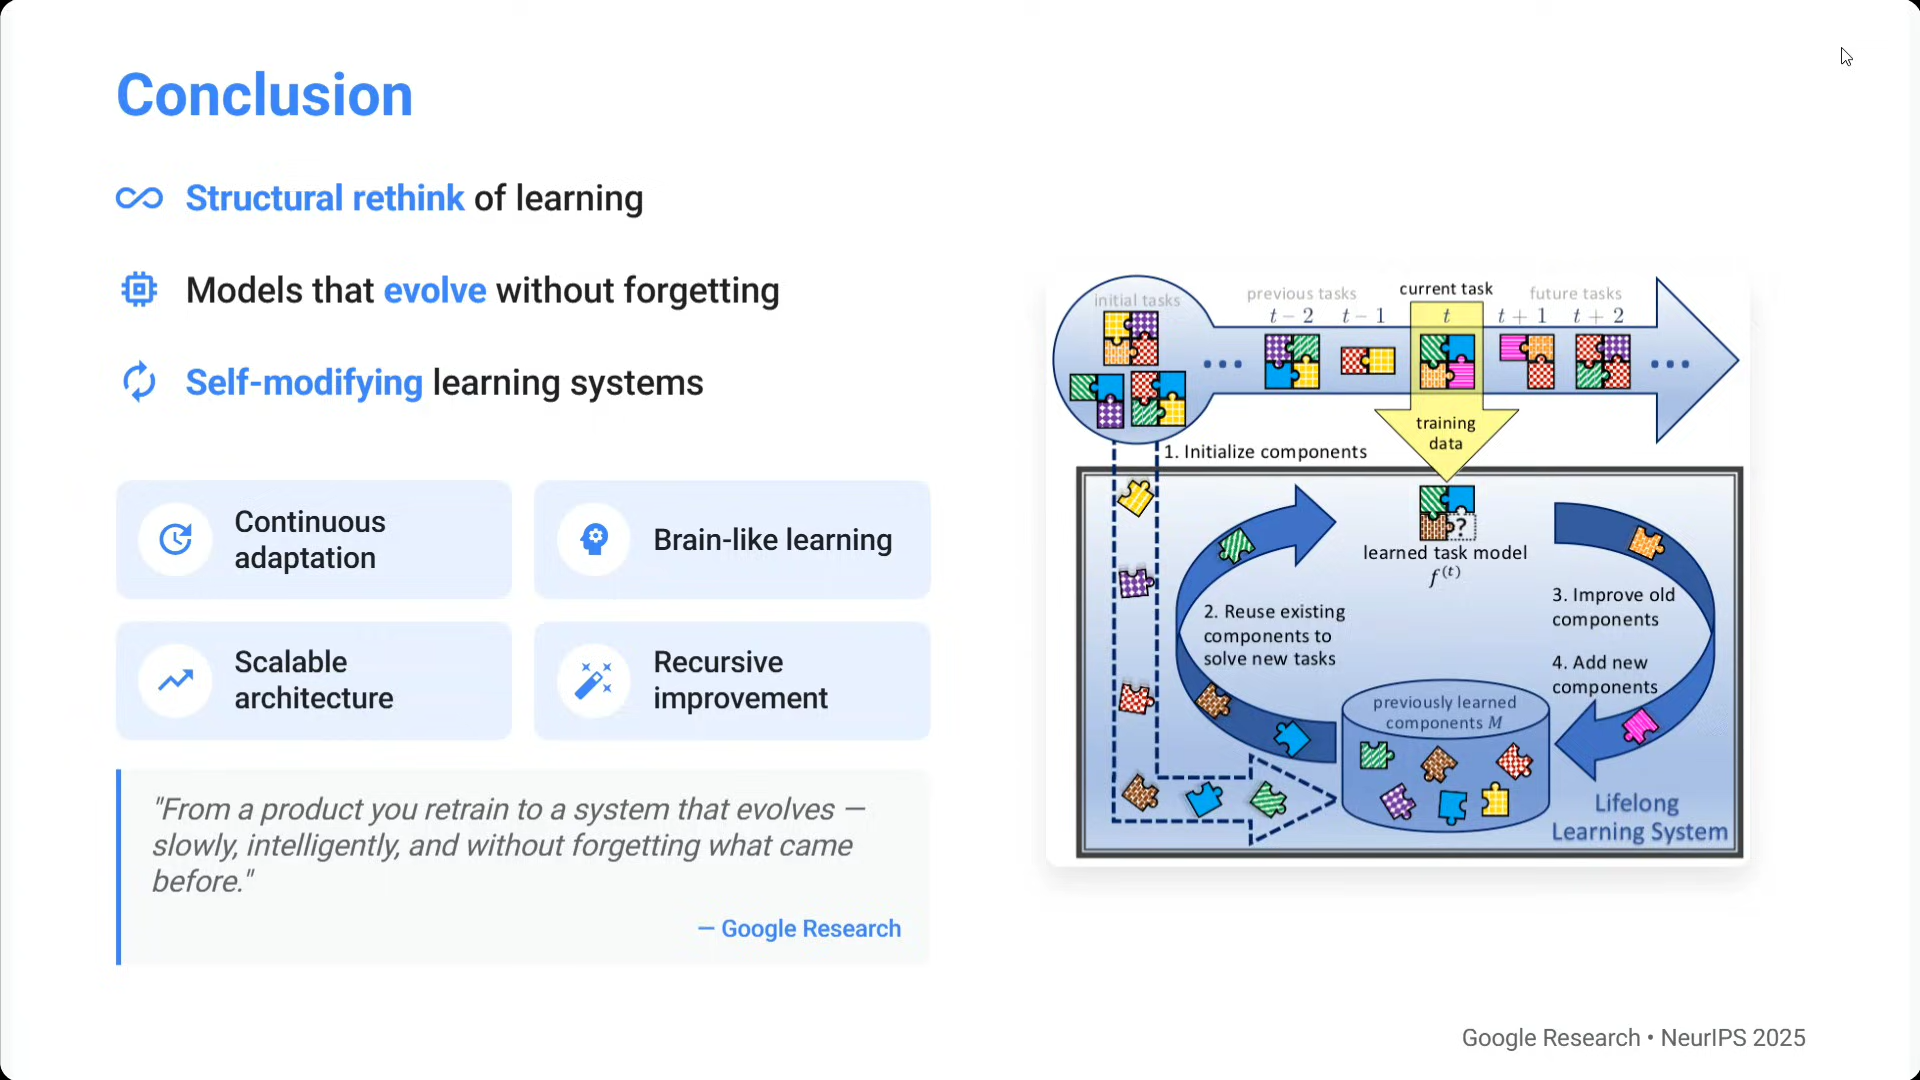 Conclusion
Structural rethink of learning
Models that evolve without forgetting
Self-modifying learning systems
Continuous
adaptation
Brain-like learning
Scalable
architecture
Recursive
improvement
"From a product you retrain to a system that evolves —
slowly, intelligently, and without forgetting what came
before."
— Google Research
initial tasks
previous tasks
current task
future tasks
t − 2
t − 1
t
t + 1
t + 2
training
data
1. Initialize components
?
learned task model
f(t)
2. Reuse existing
components to
solve new tasks
3. Improve old
components
4. Add new
components
previously learned
components M
Lifelong
Learning System
Google Research • NeurIPS 2025